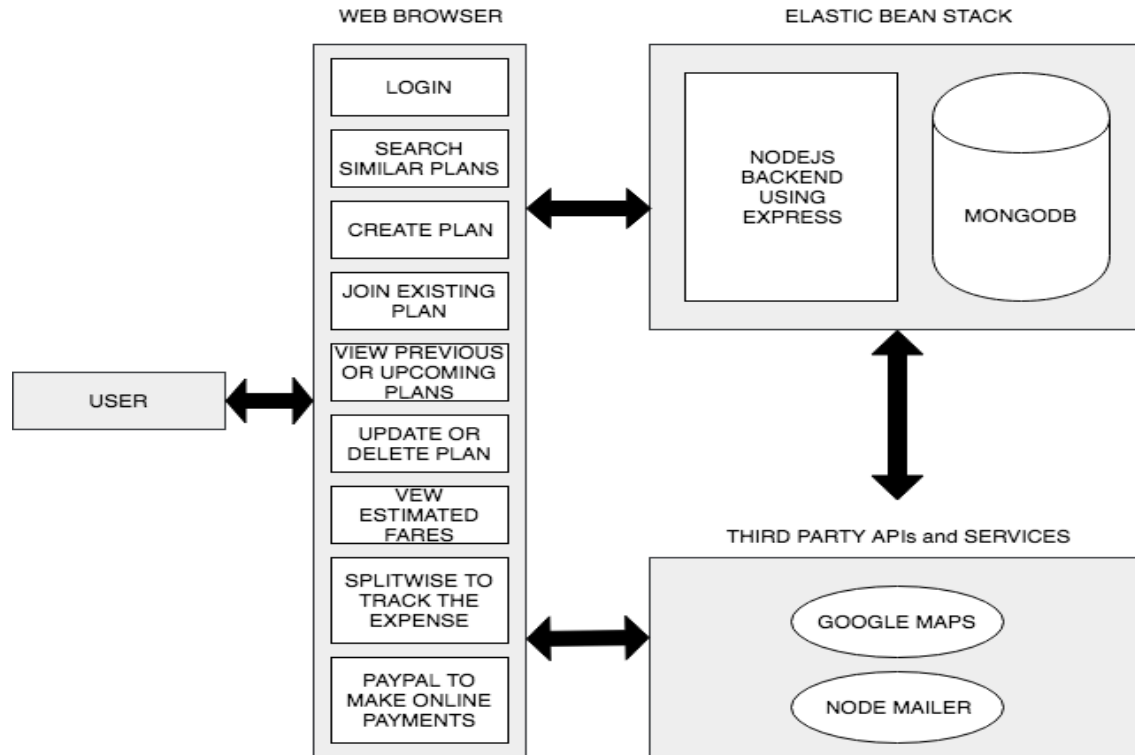 WEB BROWSER
ELASTIC BEAN STACK
LOGIN
SEARCH
SIMILAR PLANS
CREATE PLAN
JOIN EXISTING
PLAN
VIEW PREVIOUS
OR UPCOMING
PLANS
UPDATE OR
DELETE PLAN
VEW
ESTIMATED
FARES
SPLITWISE TO
TRACK THE
EXPENSE
PAYPAL TO
MAKE ONLINE
PAYMENTS
USER
NODEJS
BACKEND
USING
EXPRESS
MONGODB
THIRD PARTY APIs and SERVICES
GOOGLE MAPS
NODE MAILER